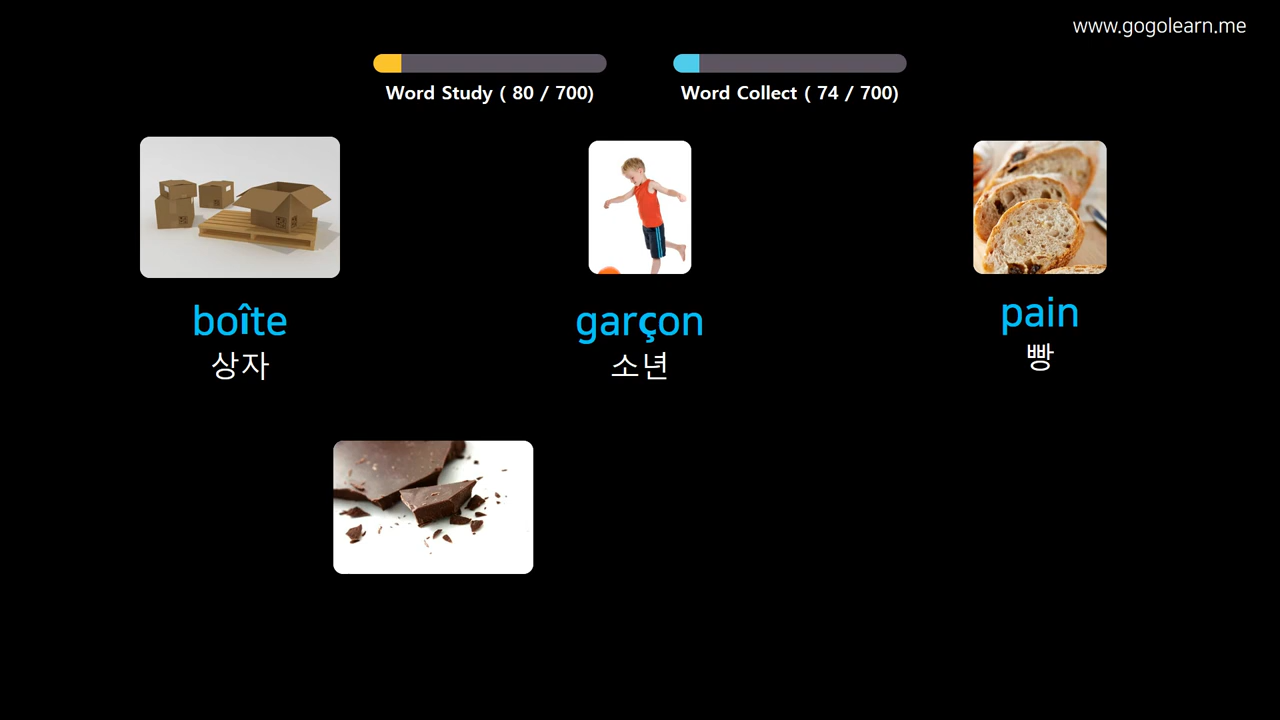 www.gogolearn.me
Word Study ( 80 / 700)
Word Collect ( 74 / 700)
boîte
상자
garçon
소년
pain
빵